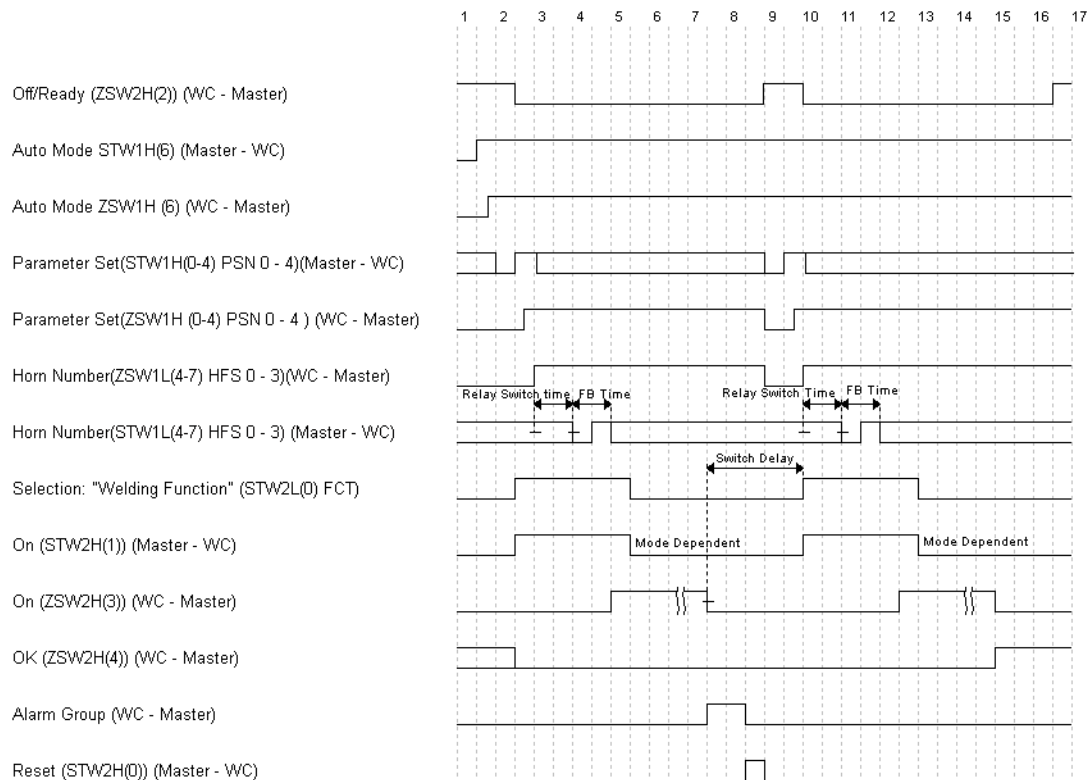 1 2 3 4 5 6 7 8 9 10 11 12 13 14 15 16 17
Off/Ready (ZSW2H(2)) (WC - Master)
Auto Mode STW1H(6) (Master - WC)
Auto Mode ZSW1H (6) (WC - Master)
Parameter Set(STW1H(0-4) PSN 0 - 4)(Master - WC)
Parameter Set(ZSW1H (0-4) PSN 0 - 4 ) (WC - Master)
Horn Number(ZSW1L(4-7) HFS 0 - 3)(WC - Master)
Relay Switch time FB Time Relay Switch Time FB Time
Horn Number(STW1L(4-7) HFS 0 - 3) (Master - WC)
Switch Delay
Selection: "Welding Function" (STW2L(0) FCT)
On (STW2H(1)) (Master - WC) Mode Dependent Mode Dependent
On (ZSW2H(3)) (WC - Master)
OK (ZSW2H(4)) (WC - Master)
Alarm Group (WC - Master)
Reset (STW2H(0)) (Master - WC)